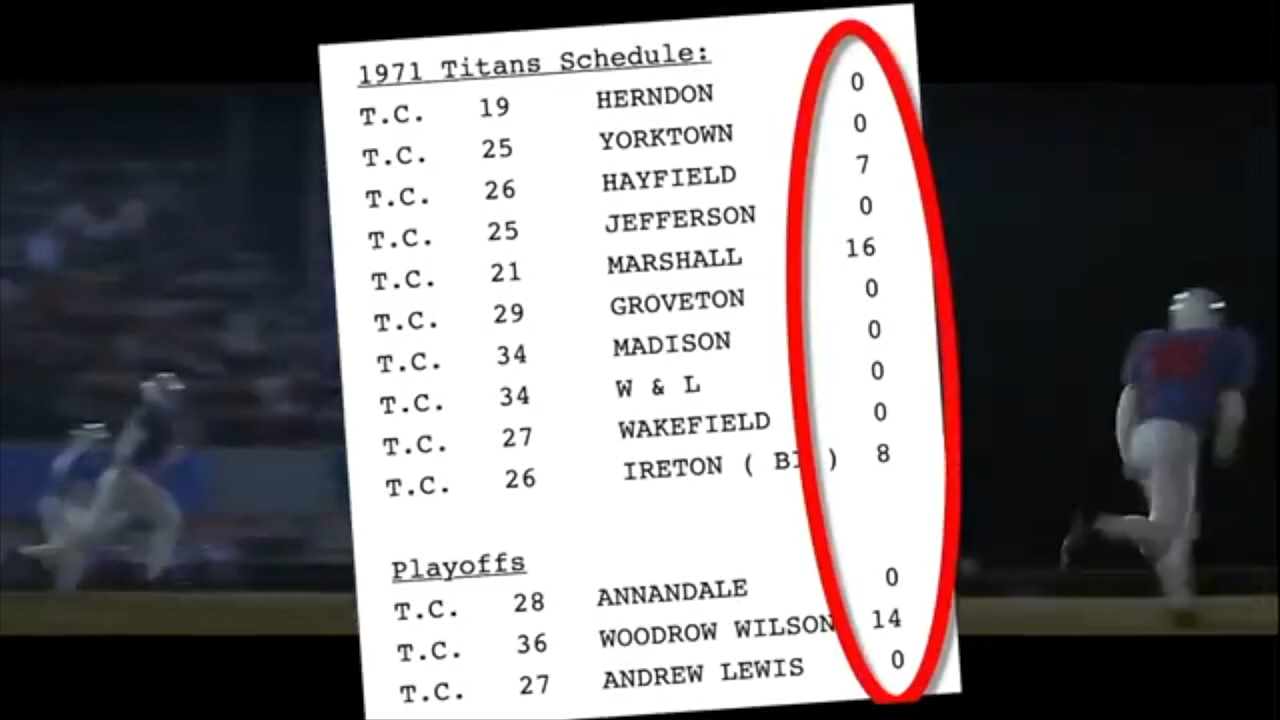 1971 Titans Schedule:
T.C. 19 HERNDON 0
T.C. 25 YORKTOWN 0
T.C. 26 HAYFIELD 7
T.C. 25 JEFFERSON 0
T.C. 21 MARSHALL 16
T.C. 29 GROVETON 0
T.C. 34 MADISON 0
T.C. 34 W & L 0
T.C. 27 WAKEFIELD 0
T.C. 26 IRETON ( ) 8
Playoffs
T.C. 28 ANNANDALE 0
T.C. 36 WOODROW WILSON 14
T.C. 27 ANDREW LEWIS 0